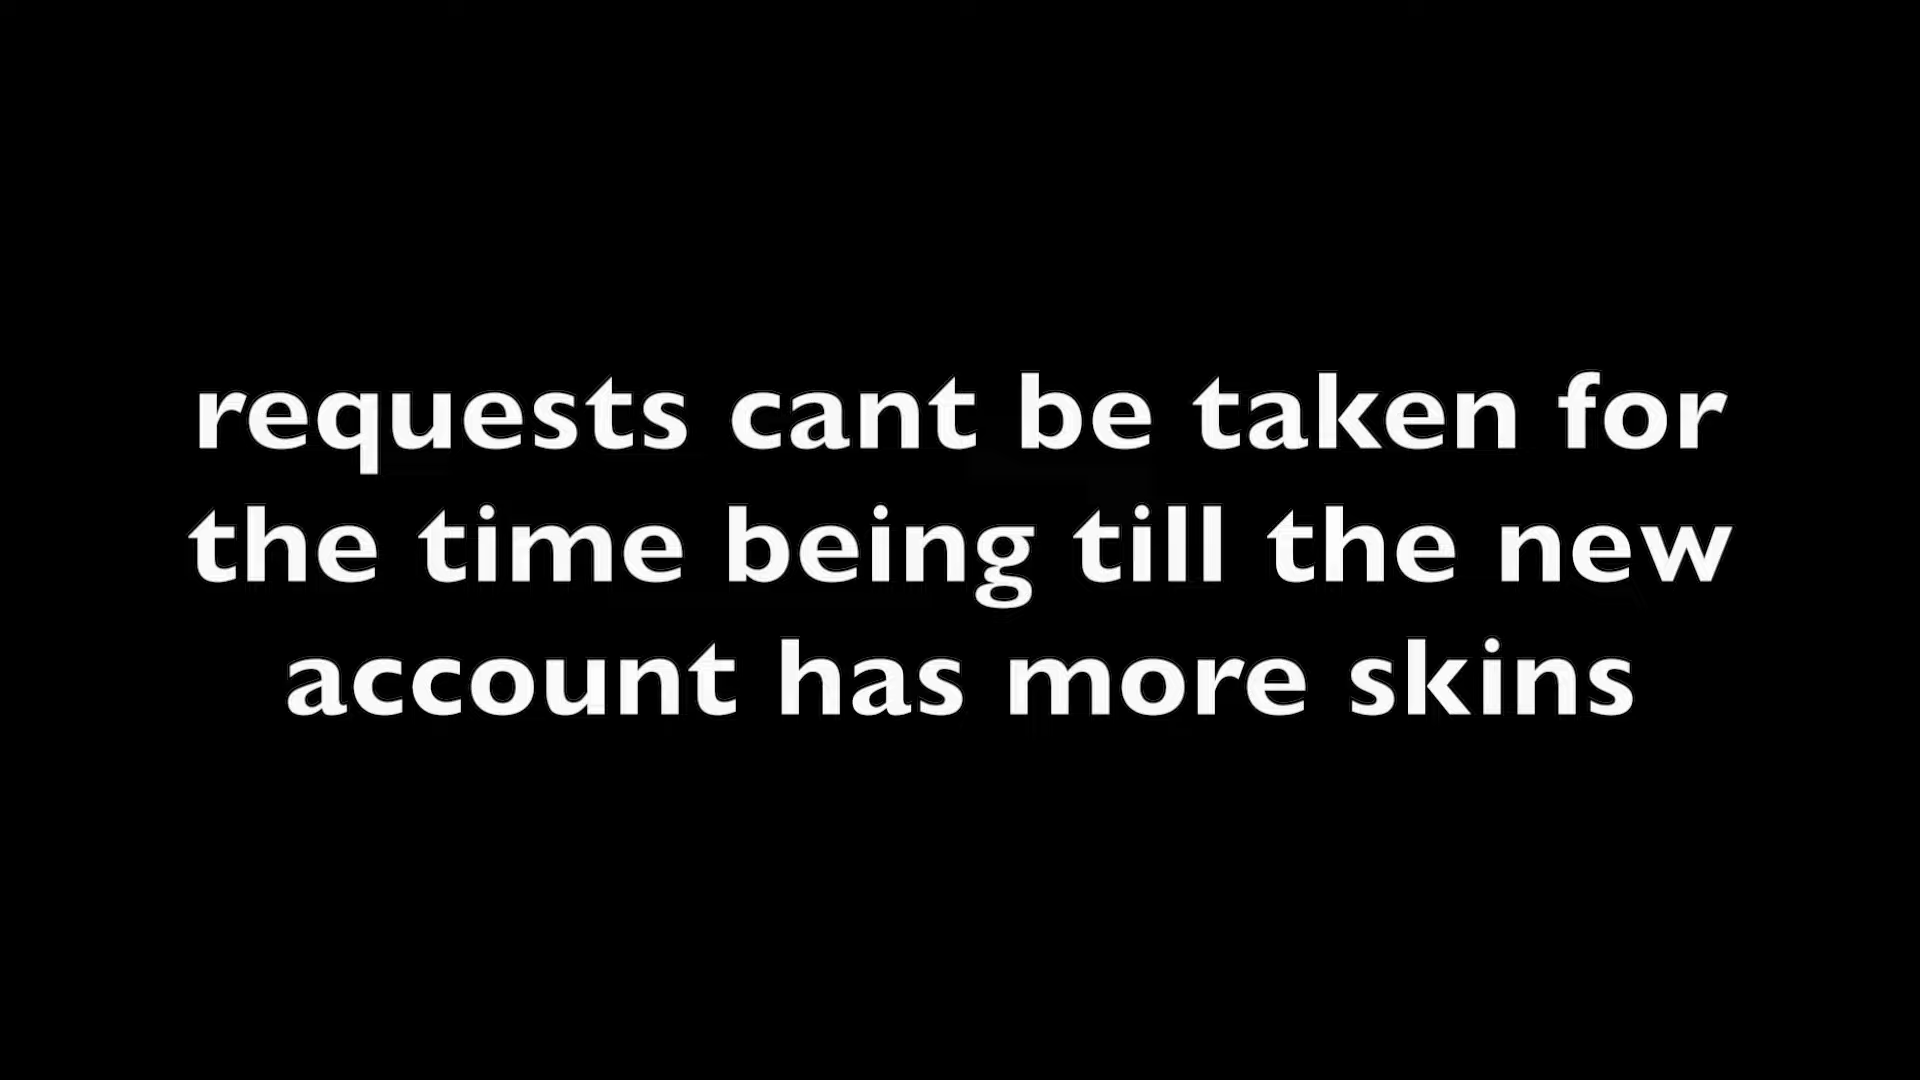 requests cant be taken for
the time being till the new
account has more skins